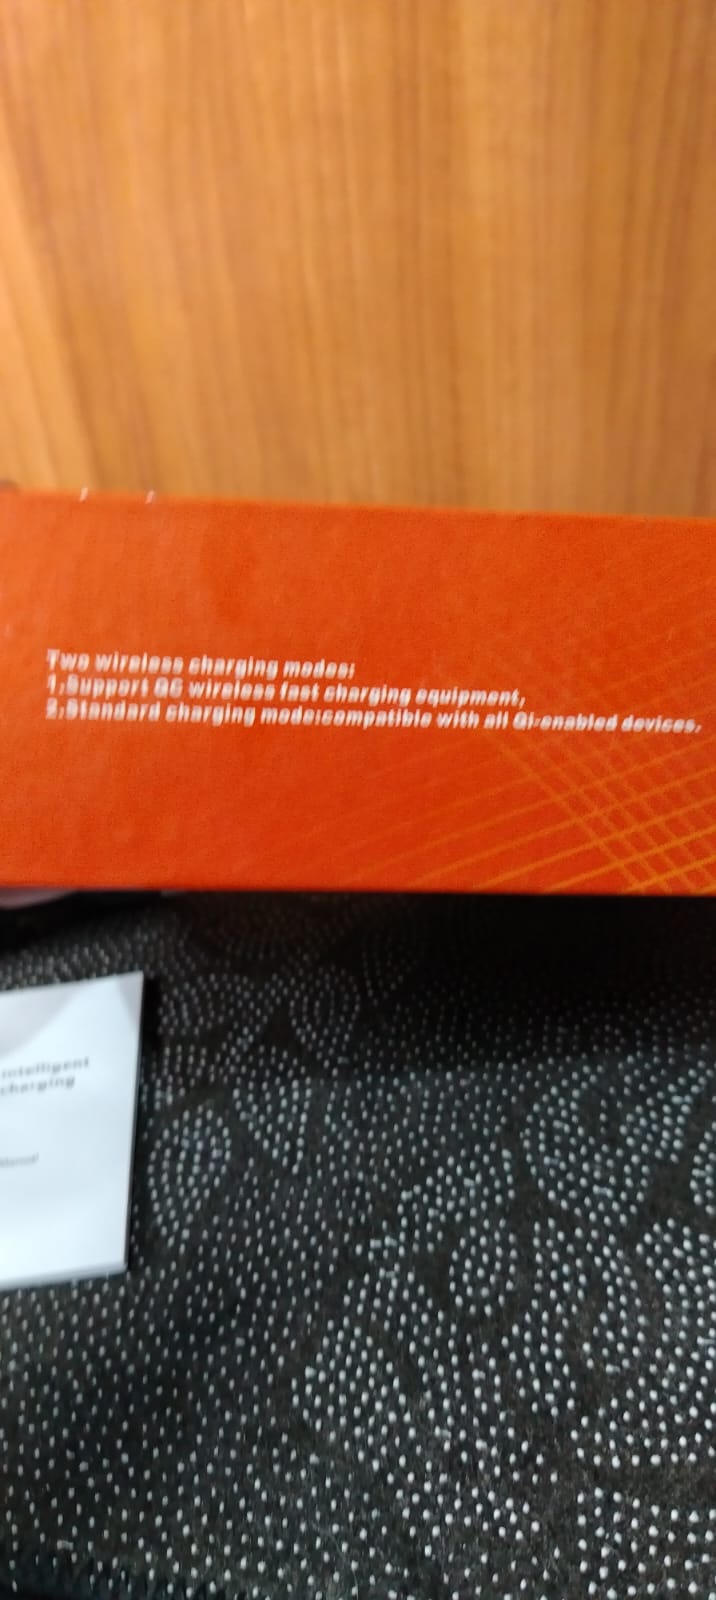 Two wireless charging modes:
1.Support QC wireless fast charging equipment,
2.Standard charging mode:compatible with all Qi-enabled devices.
intelligent
charging
Manual